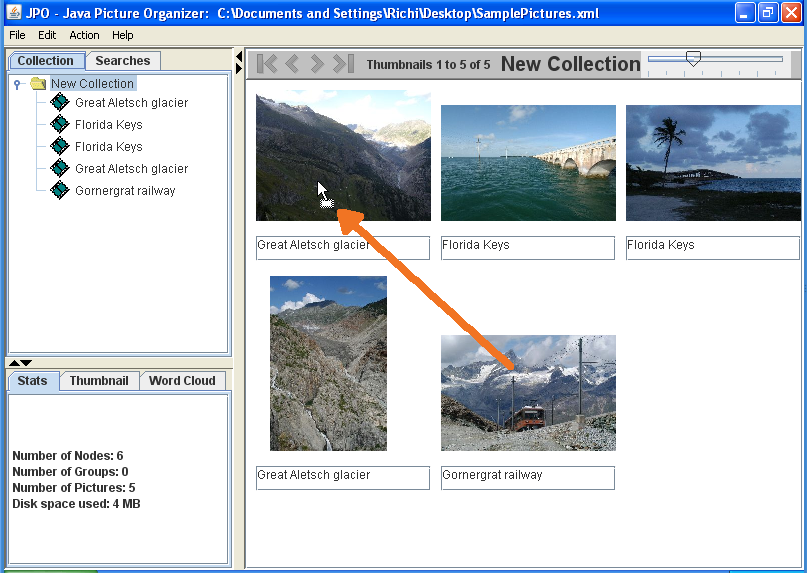 JPO - Java Picture Organizer:  C:\Documents and Settings\Richi\Desktop\SamplePictures.xml
File Edit Action Help
Collection Searches
New Collection
Great Aletsch glacier
Florida Keys
Florida Keys
Great Aletsch glacier
Gornergrat railway
Stats Thumbnail Word Cloud
Number of Nodes: 6
Number of Groups: 0
Number of Pictures: 5
Disk space used: 4 MB
Thumbnails 1 to 5 of 5 New Collection
Great Aletsch glacier
Florida Keys
Florida Keys
Great Aletsch glacier
Gornergrat railway